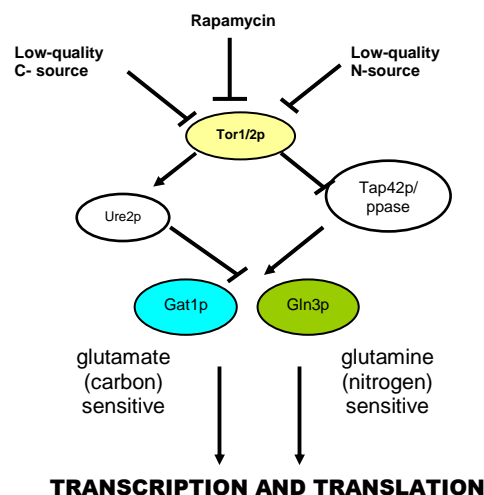 Rapamycin
Low-quality
C- source
Low-quality
N-source
Tor1/2p
Ure2p
Tap42p/
ppase
Gat1p
Gln3p
glutamate
(carbon)
sensitive
glutamine
(nitrogen)
sensitive
TRANSCRIPTION AND TRANSLATION